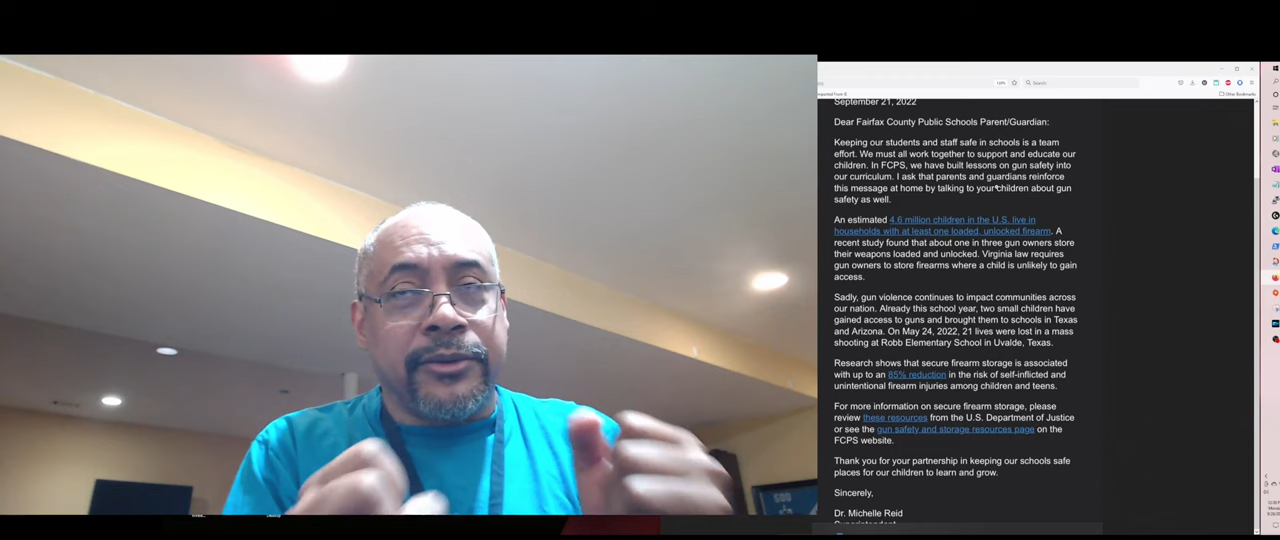 120%
Search
Other Bookmarks
September 21, 2022
Dear Fairfax County Public Schools Parent/Guardian:
Keeping our students and staff safe in schools is a team
effort. We must all work together to support and educate our
children. In FCPS, we have built lessons on gun safety into
our curriculum. I ask that parents and guardians reinforce
this message at home by talking to your children about gun
safety as well.
An estimated 4.6 million children in the U.S. live in
households with at least one loaded, unlocked firearm. A
recent study found that about one in three gun owners store
their weapons loaded and unlocked. Virginia law requires
gun owners to store firearms where a child is unlikely to gain
access.
Sadly, gun violence continues to impact communities across
our nation. Already this school year, two small children have
gained access to guns and brought them to schools in Texas
and Arizona. On May 24, 2022, 21 lives were lost in a mass
shooting at Robb Elementary School in Uvalde, Texas.
Research shows that secure firearm storage is associated
with up to an 85% reduction in the risk of self-inflicted and
unintentional firearm injuries among children and teens.
For more information on secure firearm storage, please
review these resources from the U.S. Department of Justice
or see the gun safety and storage resources page on the
FCPS website.
Thank you for your partnership in keeping our schools safe
places for our children to learn and grow.
Sincerely,
Dr. Michelle Reid
Superintendent